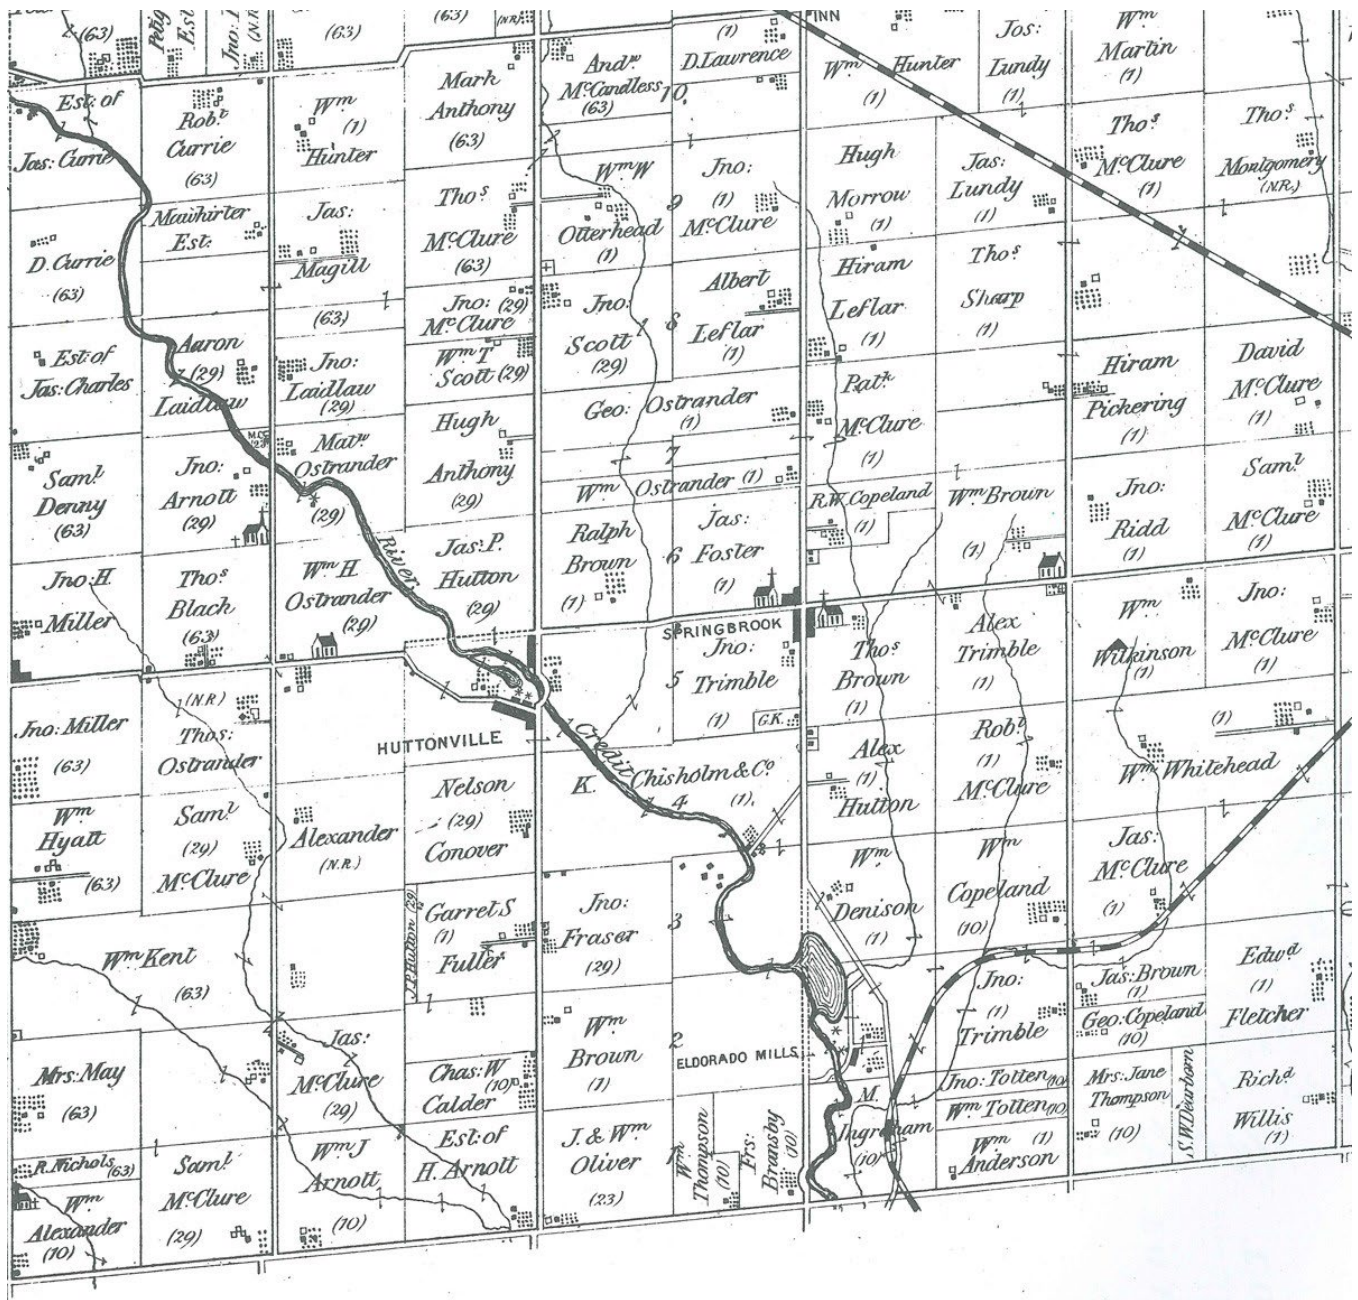 (63)
Est.
Jno:
(N.R.)
(63)
(63)
(N.R.)
(1)
D. Lawrence
INN
Wm Hunter
(1)
Jos:
Lundy
(1)
Wm
Martin
(1)
Est: of
Jas: Currie
Robt
Currie
(63)
Wm
(1)
Hunter
Mark
Anthony
(63)
Andw
McCandless
(63)
10
Thos
McClure
(1)
Thos
Montgomery
(N.R.)
D. Currie
(63)
Mawhirter
Est:
Jas:
Magill
(63)
Thos
McClure
(63)
Wm W
Otterhead
(1)
9
Jno:
(1)
McClure
Hugh
Morrow
(1)
Jas:
Lundy
(1)
Jno: (29)
McClure
Jno:
Scott
(29)
8
Albert
Leflar
(1)
Hiram
Leflar
(1)
Thos
Sharp
(1)
Est: of
Jas: Charles
Aaron
(29)
Laidlaw
Jno:
Laidlaw
(29)
Wm T
Scott (29)
Geo: Ostrander
(1)
Patk
McClure
(1)
Hiram
Pickering
(1)
David
McClure
(1)
Saml
Denny
(63)
Jno:
Arnott
(29)
Matw
Ostrander
(29)
Hugh
Anthony
(29)
7
Wm Ostrander (1)
R.W. Copeland
(1)
Wm Brown
(1)
Jno:
Ridd
(1)
Saml
McClure
(1)
Jno: H
Miller
Thos
Black
(63)
Wm H
Ostrander
(29)
River
Jas: P.
Hutton
(29)
Ralph
Brown
(1)
6
Jas:
Foster
(1)
SPRINGBROOK
Jno:
Trimble
(1)
5
G.K.
Thos
Brown
(1)
Alex
Trimble
(1)
Wm
Wilkinson
(1)
Jno:
McClure
(1)
Jno: Miller
(63)
(N.R)
Thos:
Ostrander
HUTTONVILLE
Credit
K. Chisholm & Co
(1)
4
Alex
(1)
Hutton
Robt
(1)
McClure
(1)
Wm Whitehead
Wm
Hyatt
(63)
Saml
(29)
McClure
Alexander
(N.R.)
Nelson
(29)
Conover
Wm
Denison
(1)
Wm
Copeland
(10)
Jas:
McClure
(1)
Wm Kent
(63)
J.P. Hutton (29)
Garret S
(1)
Fuller
Jno:
Fraser
(29)
3
Jno:
(1)
Trimble
Jas: Brown
(1)
Geo: Copeland
(10)
Edwd
(1)
Fletcher
Mrs: May
(63)
Jas:
McClure
(29)
Chas: W
(10)
Calder
Wm
Brown
(1)
2
ELDORADO MILLS
M.
Ingraham
(10)
Jno: Totten (10)
Wm Totten (10)
Wm (1)
Anderson
Mrs: Jane
Thompson
(10)
S.W. Dearborn
Richd
Willis
(1)
R. Nichols (63)
Wm
Alexander
(10)
Saml
McClure
(29)
Wm J
Arnott
(10)
Est: of
H. Arnott
J. & Wm
Oliver
(23)
1
Wm
Thompson
(10)
Frs:
Bransby
(10)